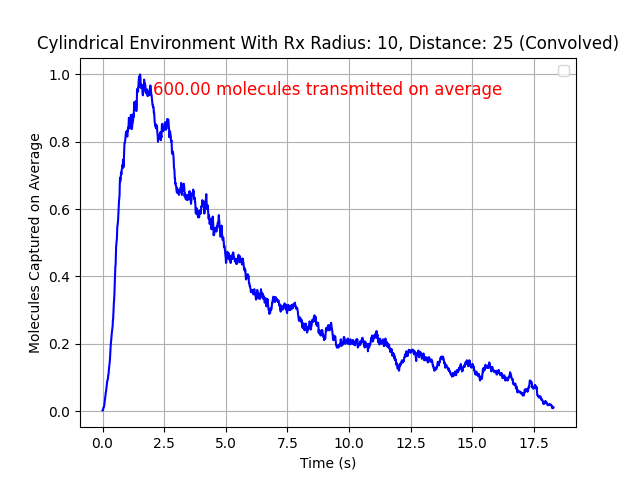 Cylindrical Environment With Rx Radius: 10, Distance: 25 (Convolved)
600.00 molecules transmitted on average
Molecules Captured on Average
1.0
0.8
0.6
0.4
0.2
0.0
0.0 2.5 5.0 7.5 10.0 12.5 15.0 17.5
Time (s)